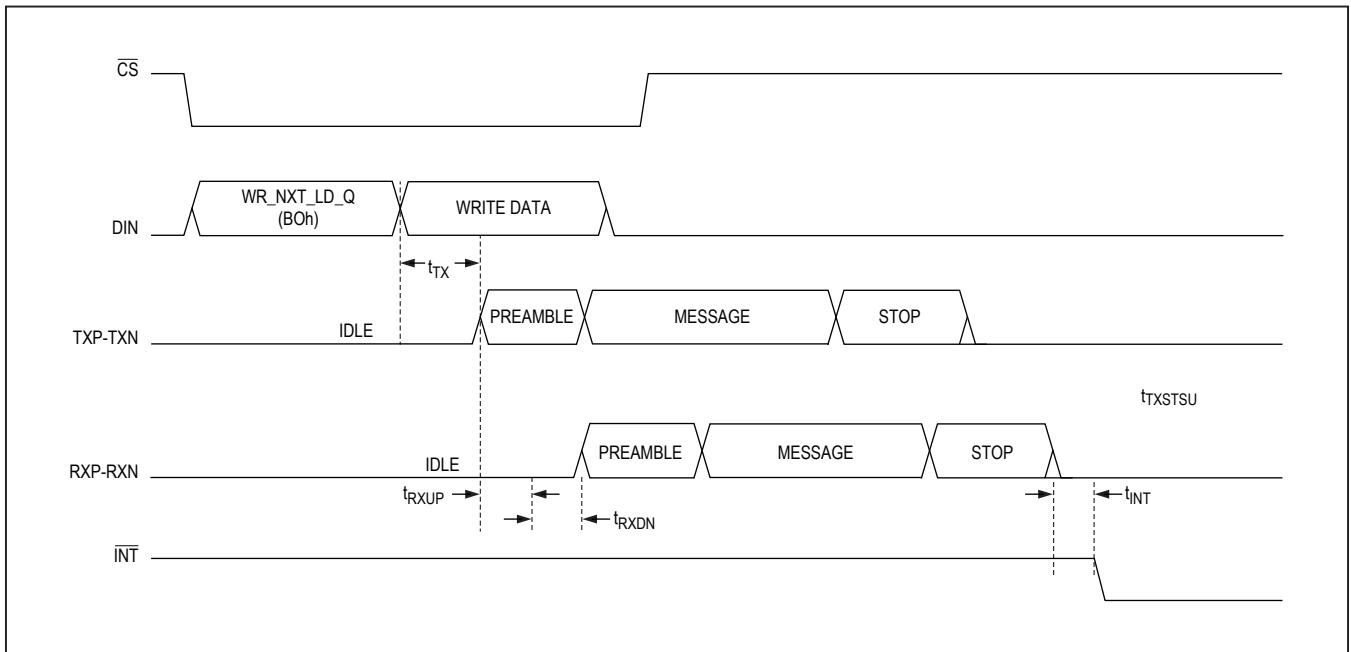 CS
WR_NXT_LD_Q
(BOh)
WRITE DATA
DIN
tTX
PREAMBLE
MESSAGE
STOP
IDLE
TXP-TXN
tTXSTSU
PREAMBLE
MESSAGE
STOP
IDLE
RXP-RXN
tRXUP
tINT
tRXDN
INT